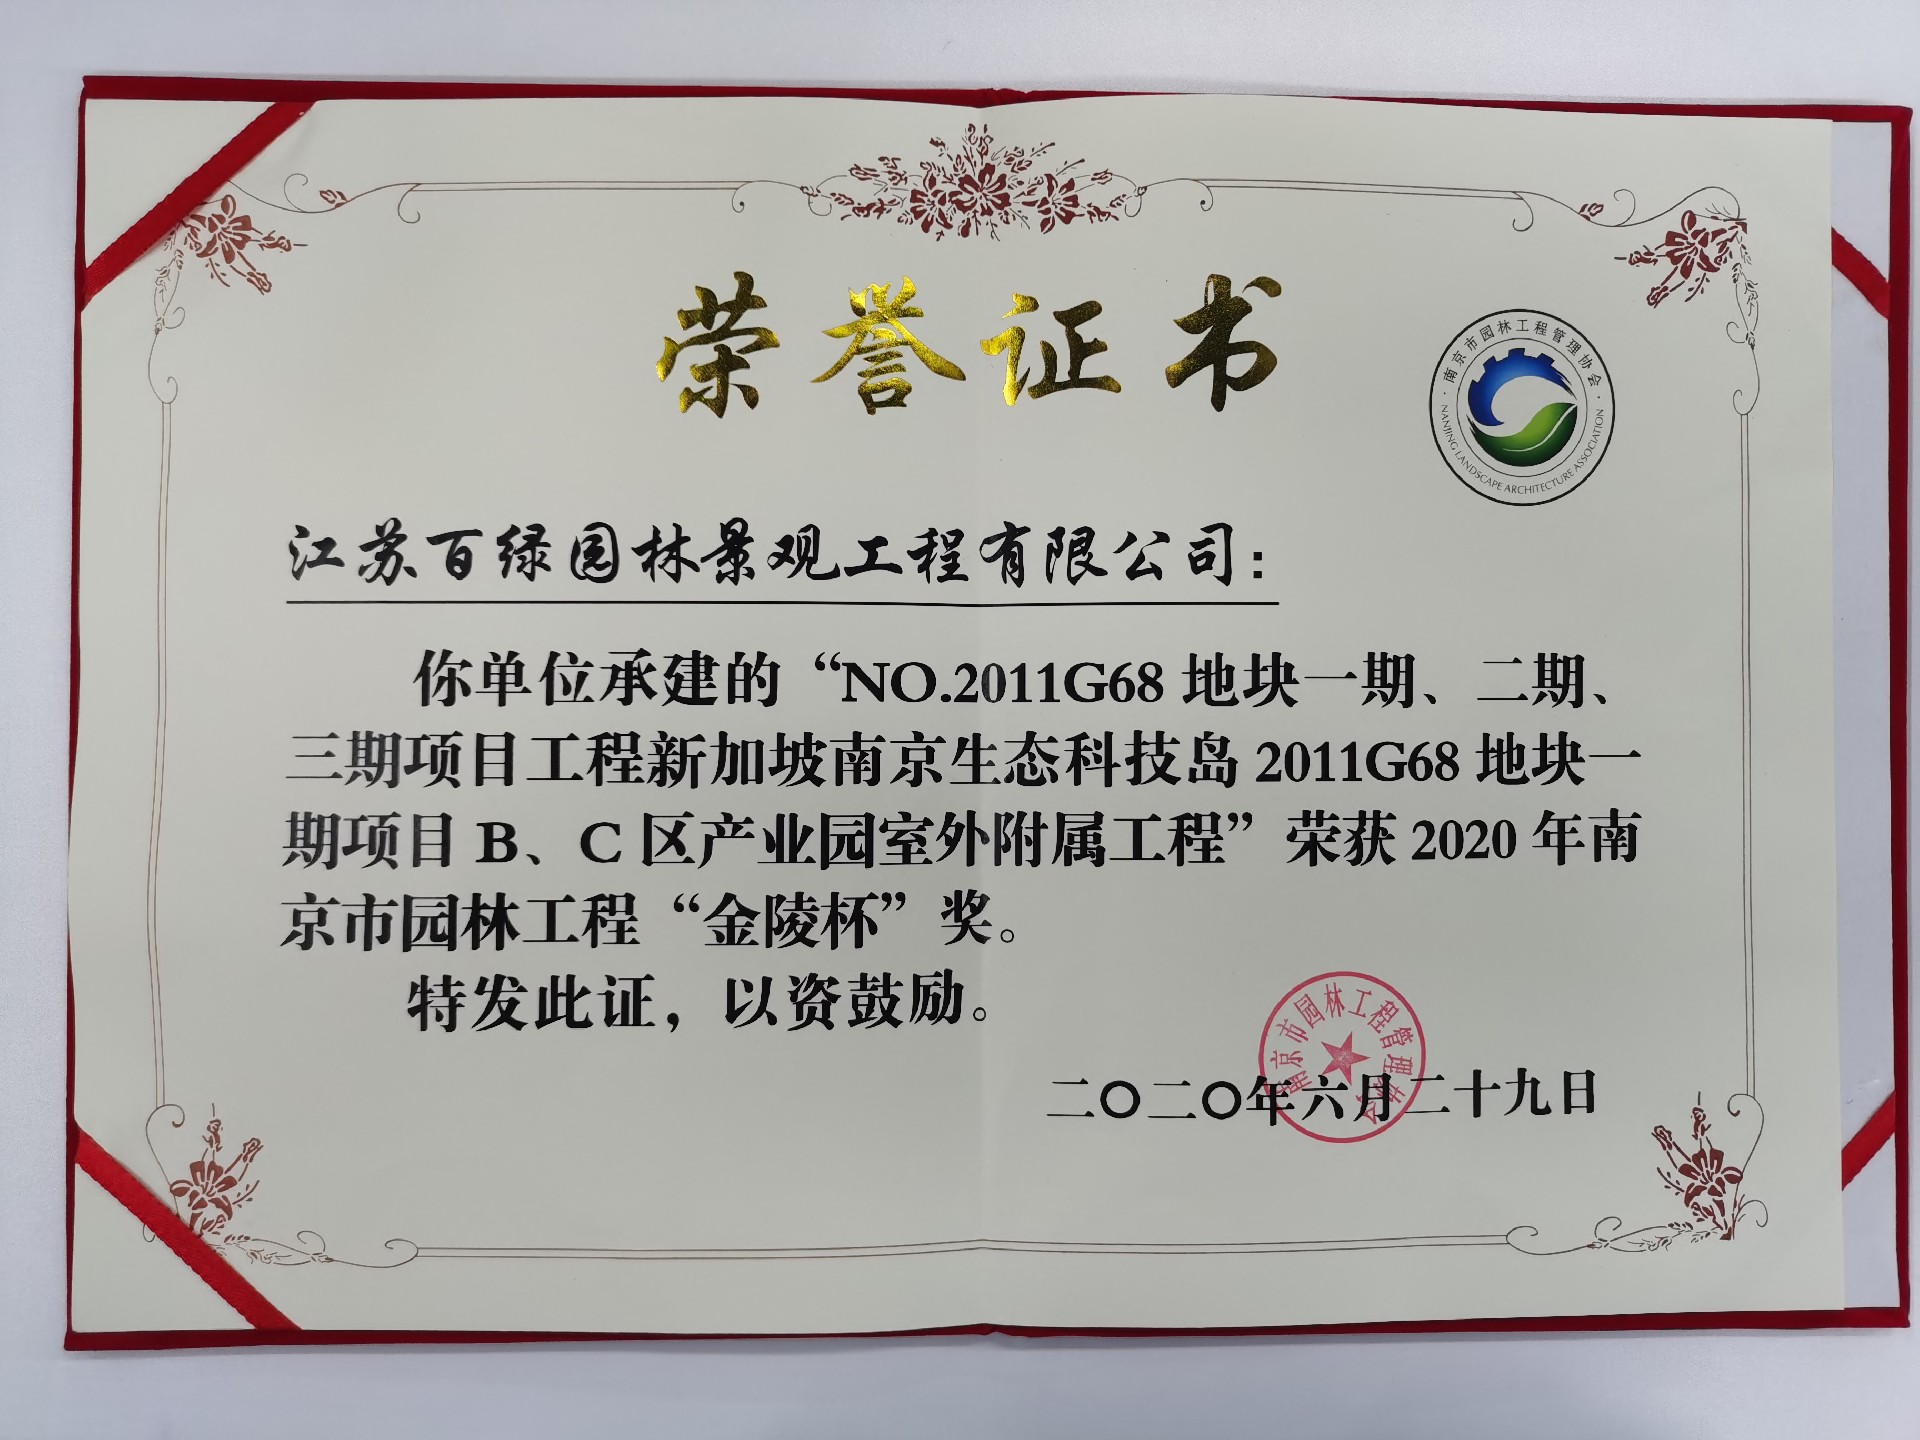 荣誉证书
南京市园林工程管理协会
NANJING LANDSCAPE ARCHITECTURE ASSOCIATION
江苏百绿园林景观工程有限公司：
你单位承建的“NO.2011G68 地块一期、二期、
三期项目工程新加坡南京生态科技岛 2011G68 地块一
期项目 B、C 区产业园室外附属工程”荣获 2020 年南
京市园林工程“金陵杯”奖。
特发此证，以资鼓励。
南京市园林工程管理协会
二〇二〇年六月二十九日